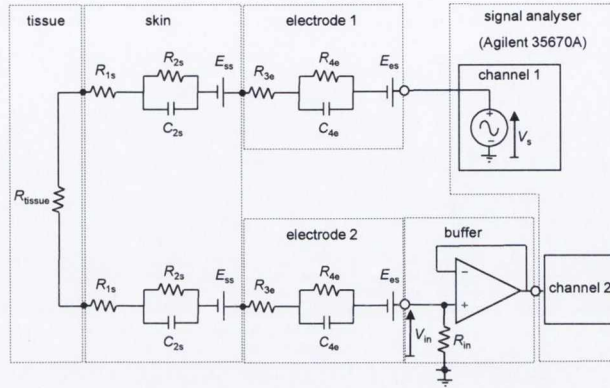 tissue
skin
electrode 1
signal analyser
(Agilent 35670A)
channel 1
R1s
R2s
C2s
Ess
R3e
R4e
C4e
Ees
+
−
Vs
Rtissue
electrode 2
buffer
R1s
R2s
C2s
Ess
R3e
R4e
C4e
Ees
−
+
Vin
Rin
channel 2